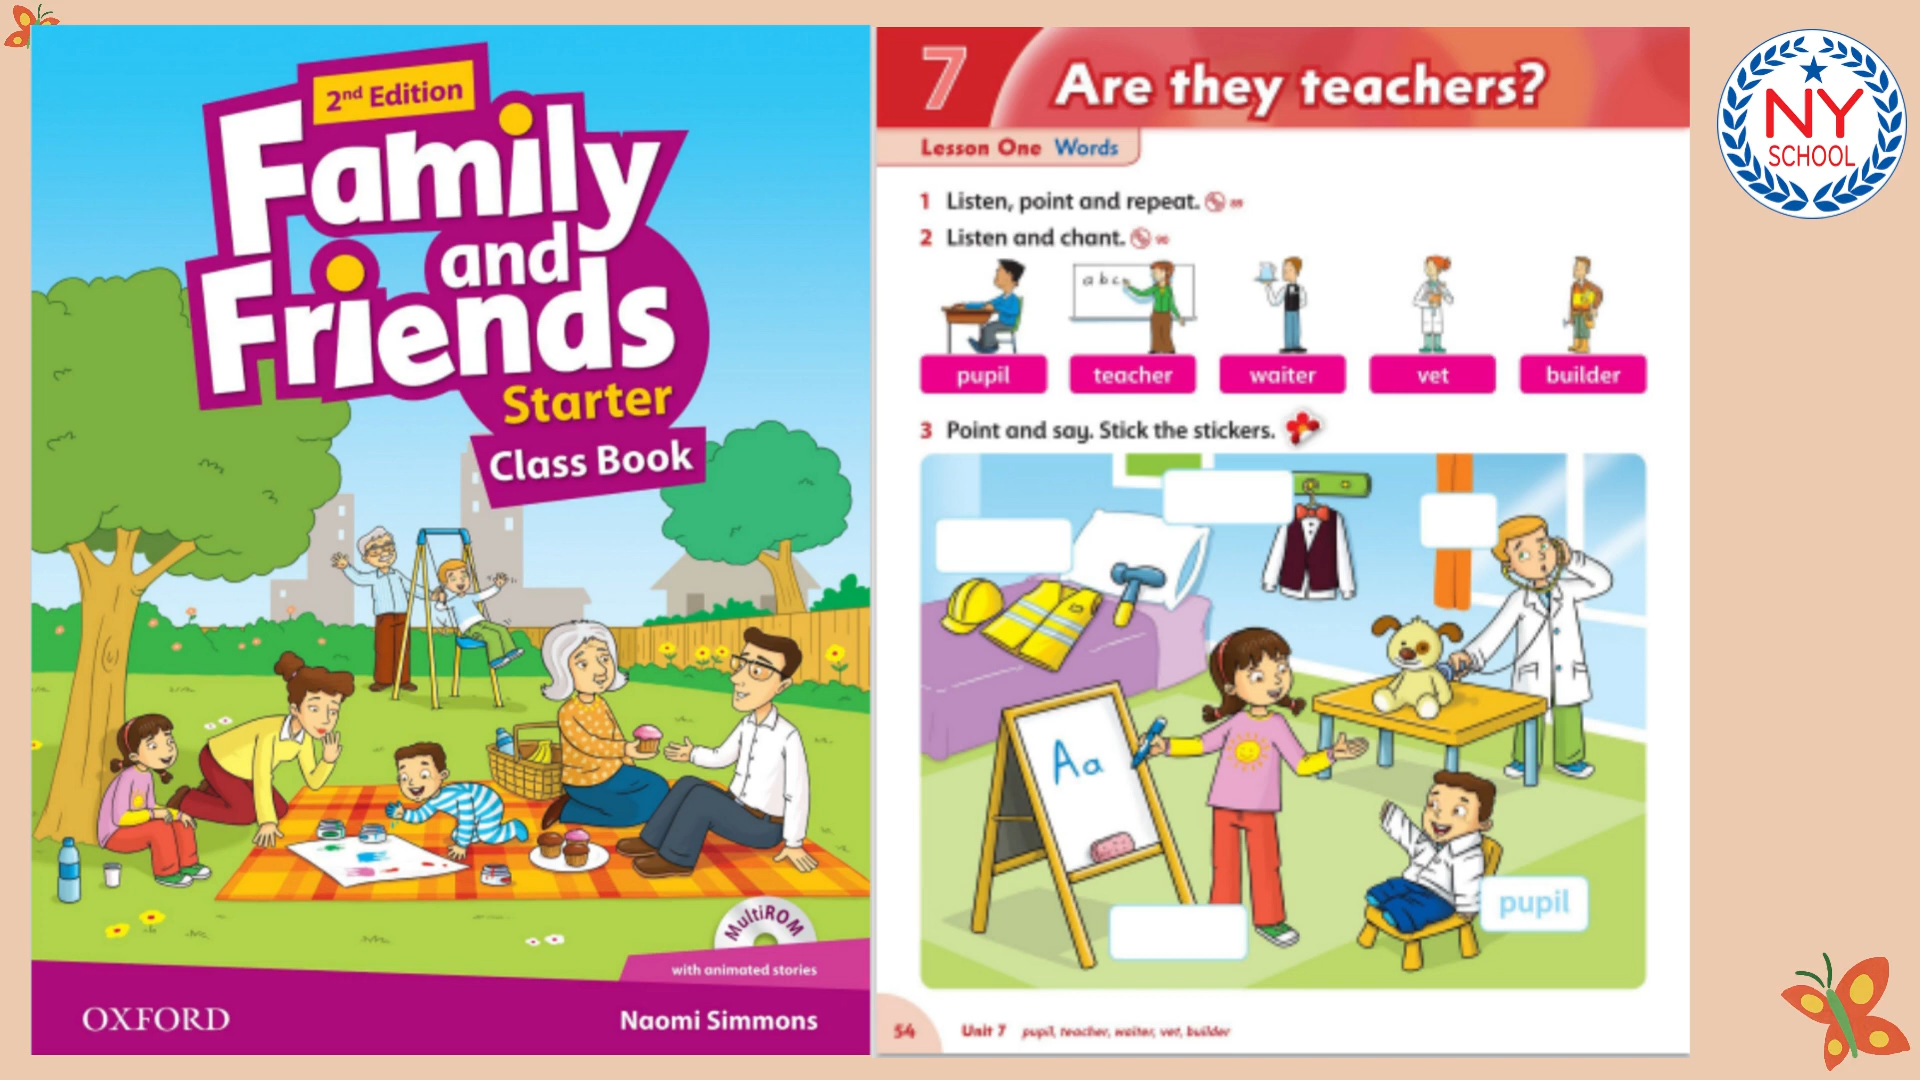 2nd Edition
Family
and
Friends
Starter
Class Book
MultiROM
with animated stories
OXFORD
Naomi Simmons
7 Are they teachers?
Lesson One Words
1 Listen, point and repeat.
2 Listen and chant.
a b c
pupil teacher waiter vet builder
3 Point and say. Stick the stickers.
Aa
pupil
54 Unit 7 pupil, teacher, waiter, vet, builder
NY
SCHOOL